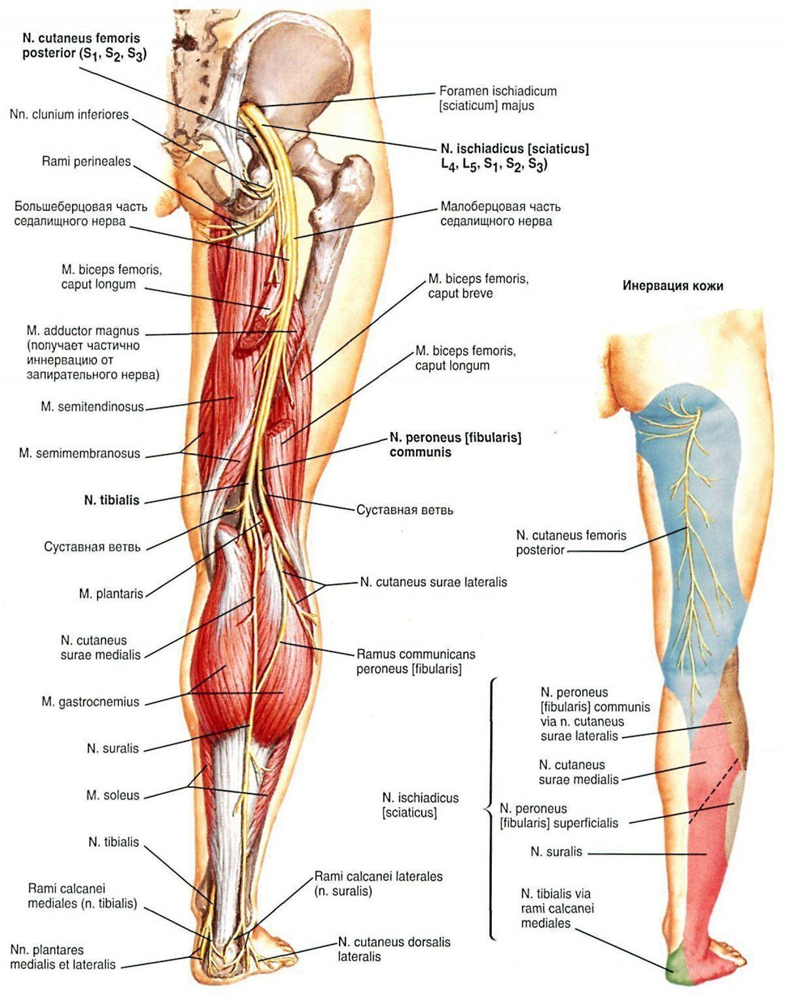 N. cutaneus femoris
posterior (S1, S2, S3)
Nn. clunium inferiores
Rami perineales
Большеберцовая часть
седалищного нерва
M. biceps femoris,
caput longum
M. adductor magnus
(получает частично
иннервацию от
запирательного нерва)
M. semitendinosus
M. semimembranosus
N. tibialis
Суставная ветвь
M. plantaris
N. cutaneus
surae medialis
M. gastrocnemius
N. suralis
M. soleus
N. tibialis
Rami calcanei
mediales (n. tibialis)
Nn. plantares
medialis et lateralis
Foramen ischiadicum
[sciaticum] majus
N. ischiadicus [sciaticus]
L4, L5, S1, S2, S3)
Малоберцовая часть
седалищного нерва
M. biceps femoris,
caput breve
M. biceps femoris,
caput longum
N. peroneus [fibularis]
communis
Суставная ветвь
N. cutaneus surae lateralis
Ramus communicans
peroneus [fibularis]
Rami calcanei laterales
(n. suralis)
N. cutaneus dorsalis
lateralis
Инервация кожи
N. cutaneus femoris
posterior
N. ischiadicus
[sciaticus]
N. peroneus
[fibularis] communis
via n. cutaneus
surae lateralis
N. cutaneus
surae medialis
N. peroneus
[fibularis] superficialis
N. suralis
N. tibialis via
rami calcanei
mediales